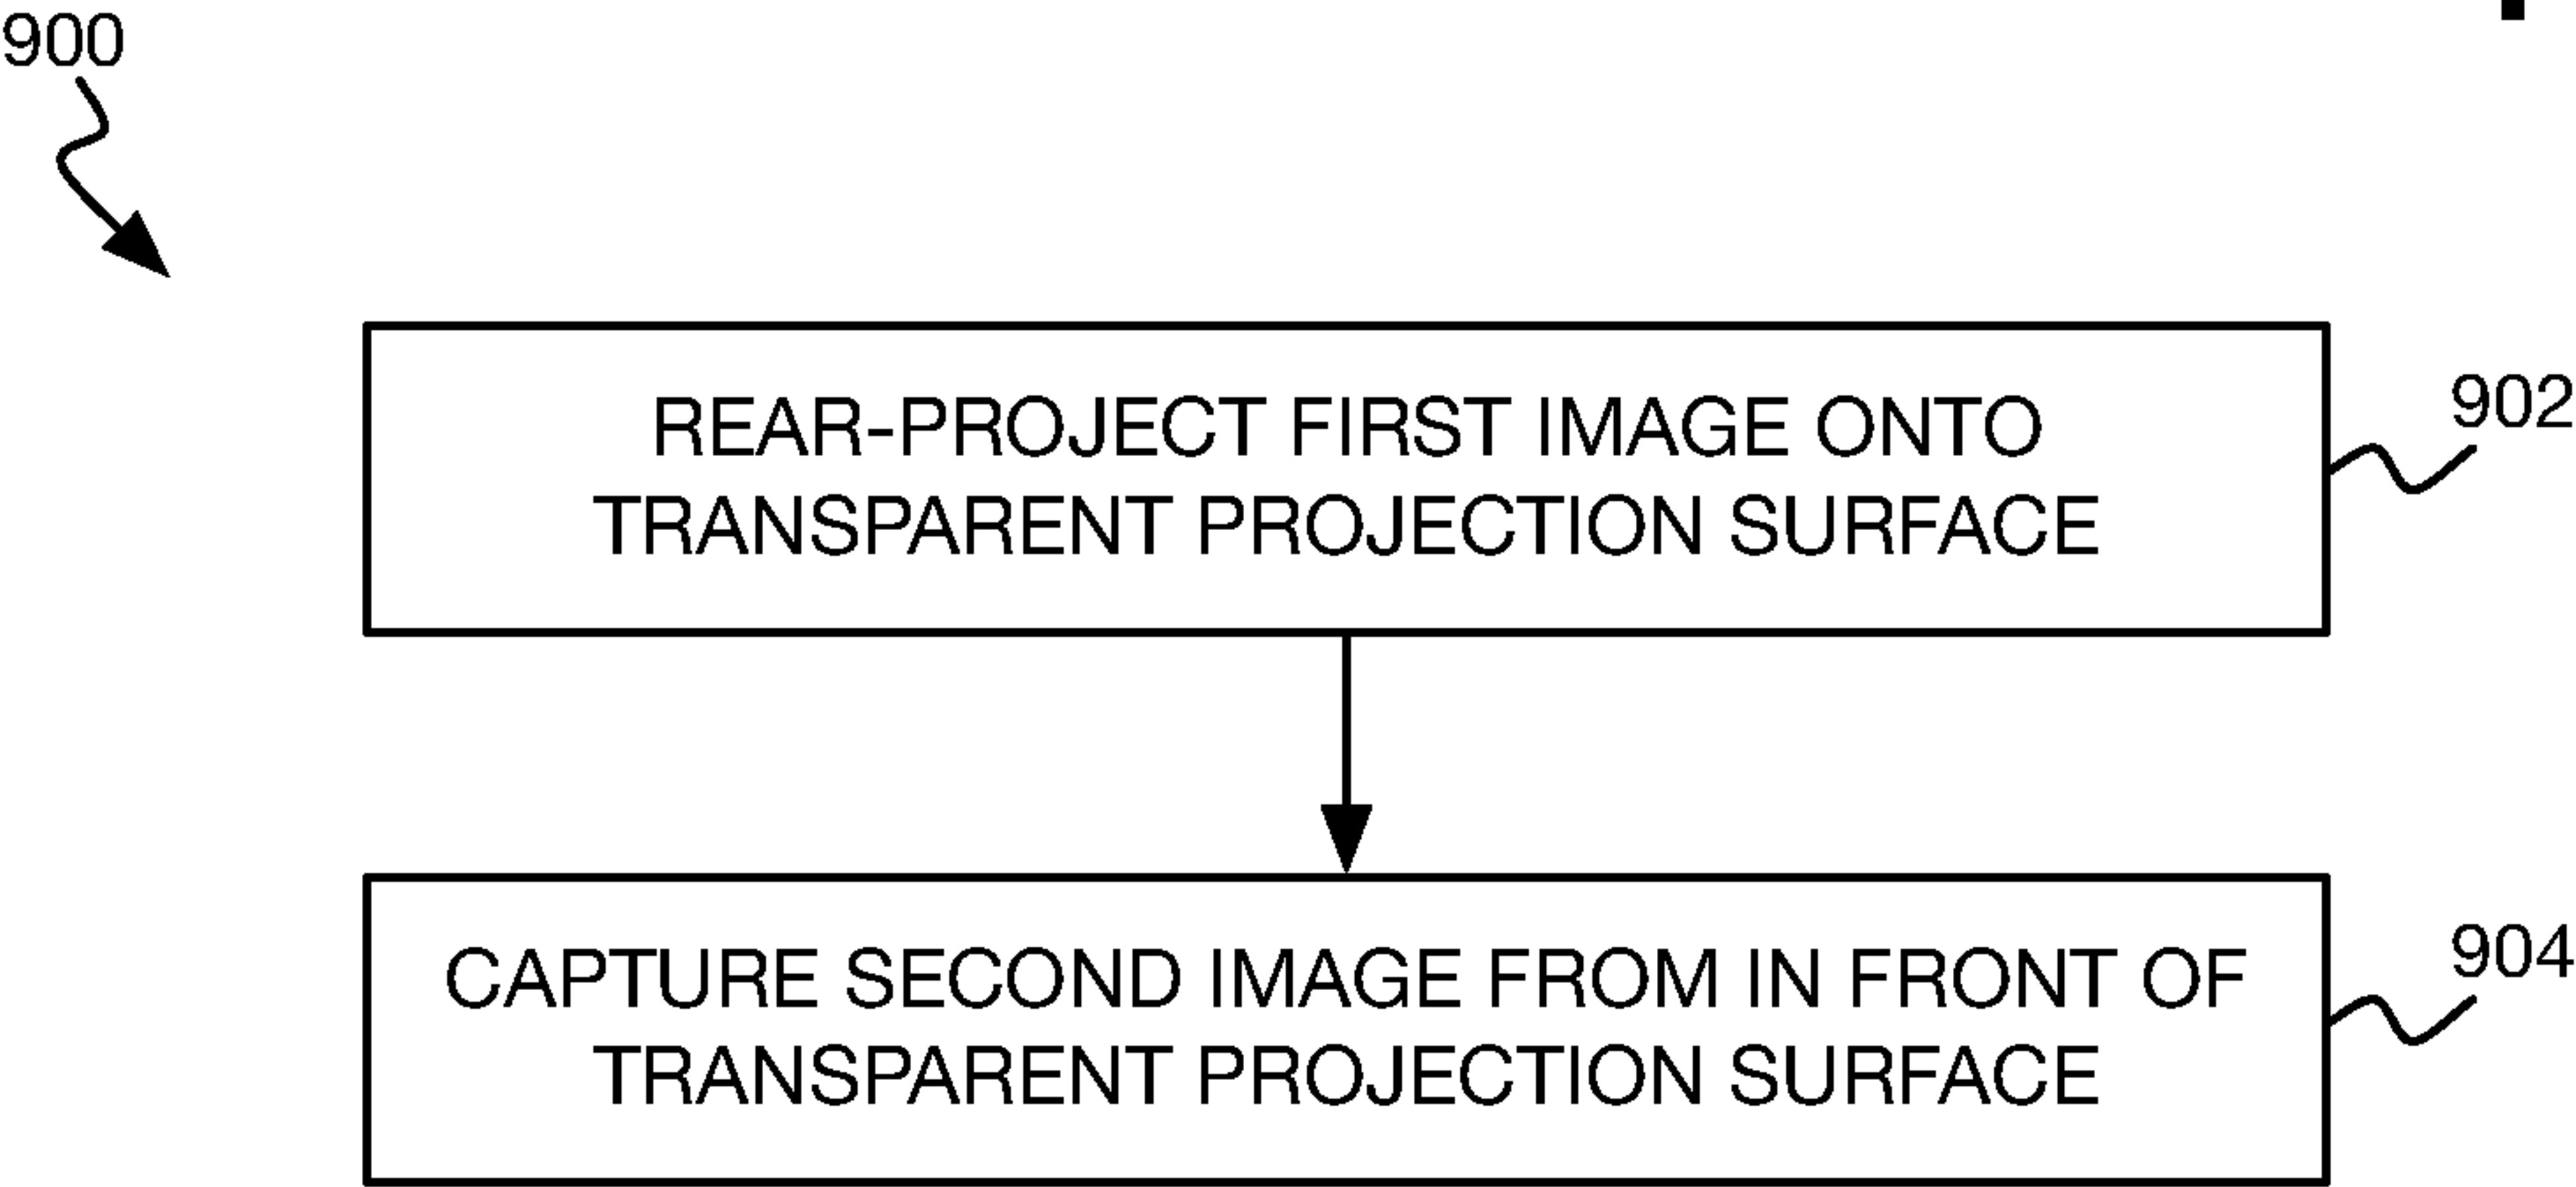 900
REAR-PROJECT FIRST IMAGE ONTO
TRANSPARENT PROJECTION SURFACE
902
CAPTURE SECOND IMAGE FROM IN FRONT OF
TRANSPARENT PROJECTION SURFACE
904